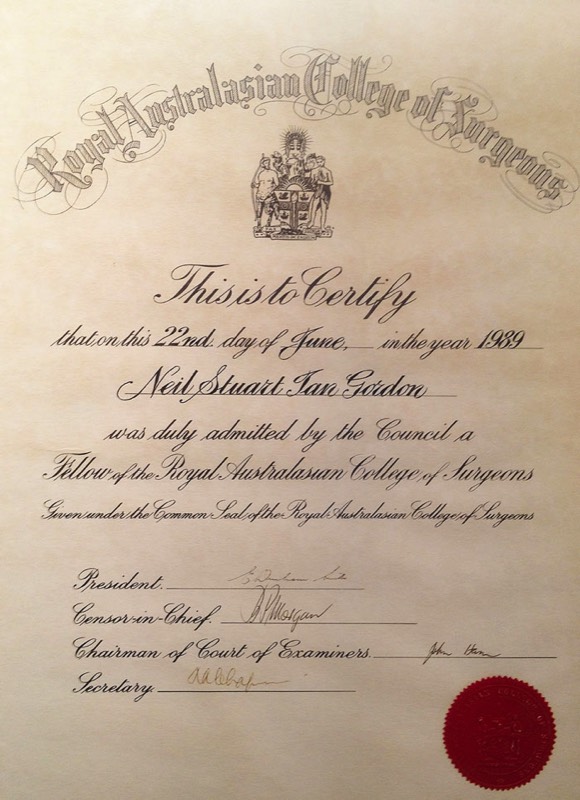 Royal Australasian College of Surgeons
This is to Certify
that on this 22nd. day of June, in the year 1989
Neil Stuart Ian Gordon
was duly admitted by the Council a
Fellow of the Royal Australasian College of Surgeons
Given under the Common Seal of the Royal Australasian College of Surgeons
President.
Censor-in-Chief.
Chairman of Court of Examiners
Secretary